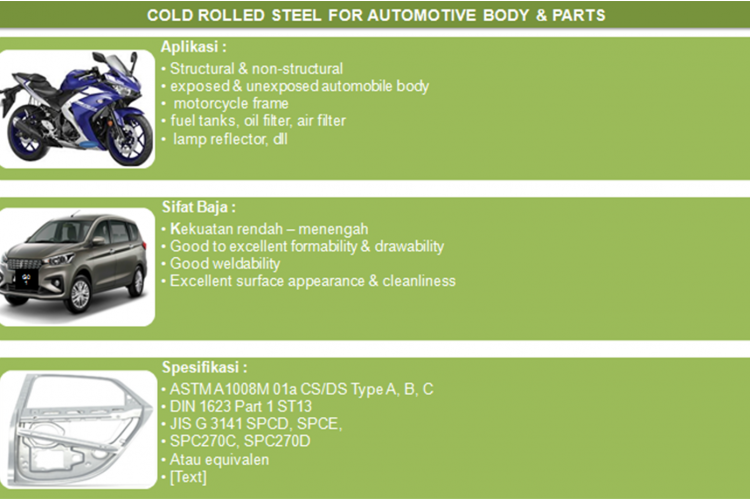 COLD ROLLED STEEL FOR AUTOMOTIVE BODY & PARTS
Aplikasi :
• Structural & non-structural
• exposed & unexposed automobile body
• motorcycle frame
• fuel tanks, oil filter, air filter
• lamp reflector, dll
Sifat Baja :
• Kekuatan rendah – menengah
• Good to excellent formability & drawability
• Good weldability
• Excellent surface appearance & cleanliness
Spesifikasi :
• ASTM A1008M 01a CS/DS Type A, B, C
• DIN 1623 Part 1 ST13
• JIS G 3141 SPCD, SPCE,
• SPC270C, SPC270D
• Atau equivalen
• [Text]